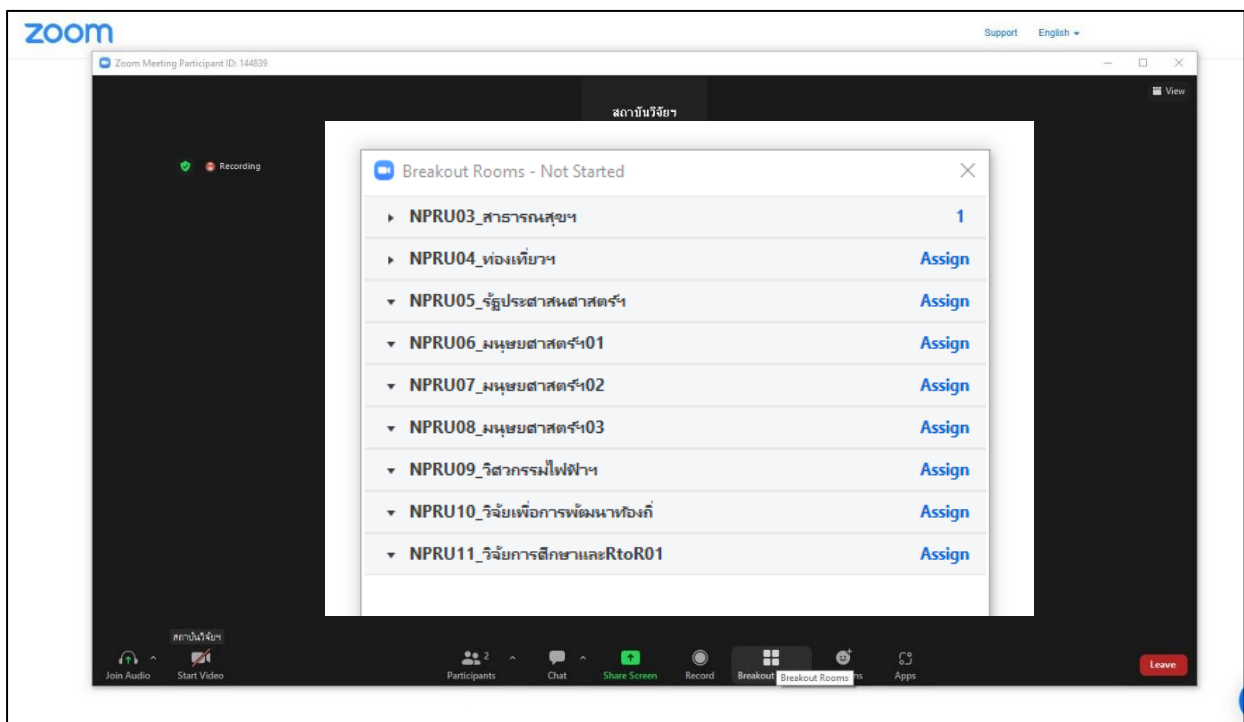 zoom
Support English
Zoom Meeting Participant ID: 144839
View
สถาบันวิจัยฯ
Recording
Breakout Rooms - Not Started
NPRU03_สาธารณสุขฯ 1
NPRU04_ท่องเที่ยวฯ Assign
NPRU05_รัฐประศาสนศาสตร์ฯ Assign
NPRU06_มนุษยศาสตร์ฯ01 Assign
NPRU07_มนุษยศาสตร์ฯ02 Assign
NPRU08_มนุษยศาสตร์ฯ03 Assign
NPRU09_วิศวกรรมไฟฟ้าฯ Assign
NPRU10_วิจัยเพื่อการพัฒนาท้องถิ่ Assign
NPRU11_วิจัยการศึกษาและRtoR01 Assign
สถาบันวิจัยฯ
2
Join Audio Start Video Participants Chat Share Screen Record Breakout Breakout Rooms ns Apps Leave